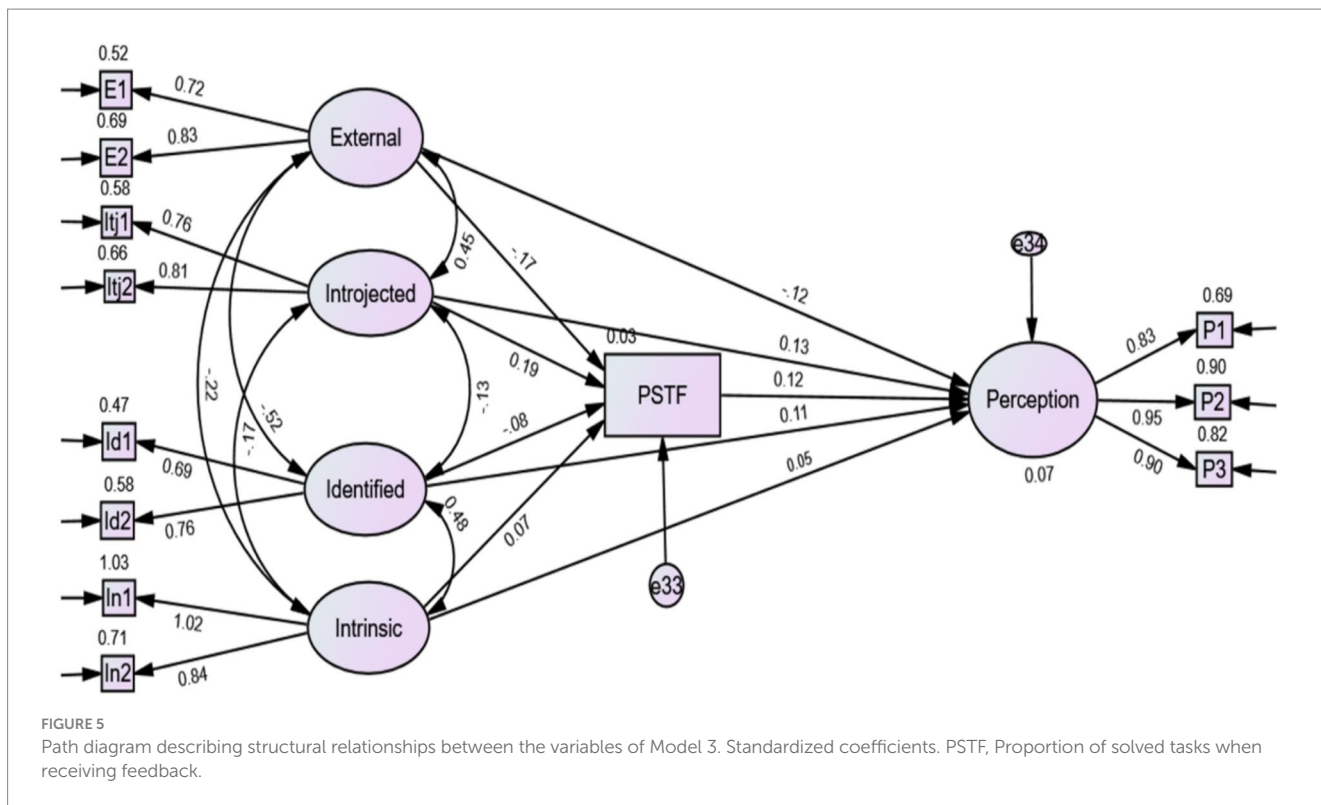 0.52
E1
0.72
0.69
E2
0.83
External
0.58
Itj1
0.76
0.66
Itj2
0.81
Introjected
0.45
-.17
-.12
e34
0.03
0.13
0.19
PSTF
0.12
0.11
-.08
-.13
-.22
-.52
-.17
0.47
Id1
0.69
0.58
Id2
0.76
Identified
0.48
0.07
0.05
e33
1.03
In1
1.02
0.71
In2
0.84
Intrinsic
Perception
0.07
0.69
P1
0.83
0.90
P2
0.95
0.82
P3
0.90
FIGURE 5
Path diagram describing structural relationships between the variables of Model 3. Standardized coefficients. PSTF, Proportion of solved tasks when
receiving feedback.